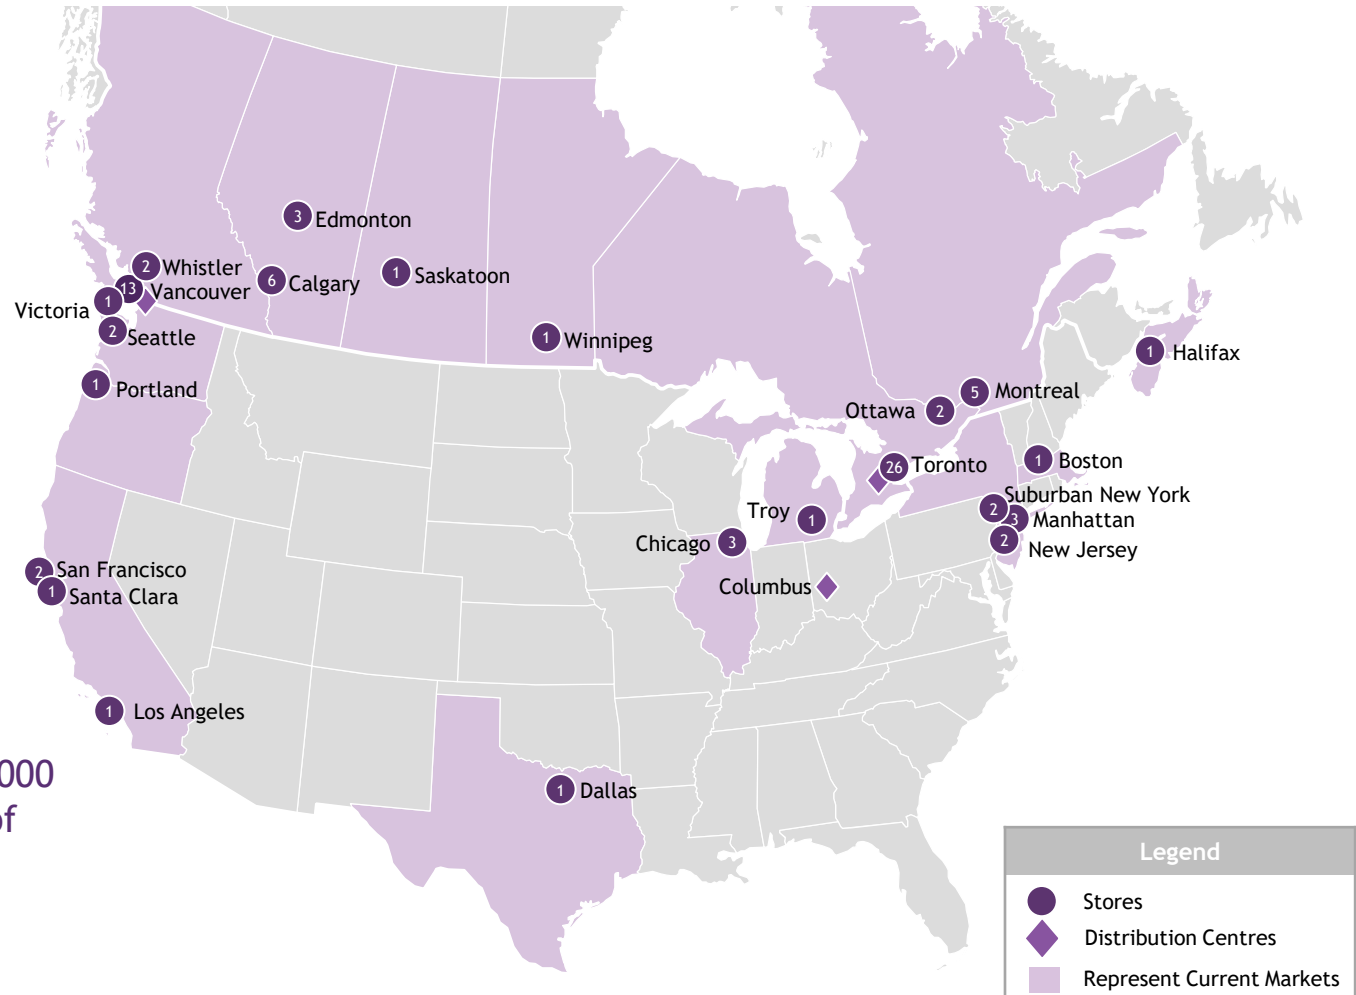 3 Edmonton
2 Whistler
13 Vancouver
6 Calgary
1 Saskatoon
Victoria 1
2 Seattle
1 Winnipeg
1 Halifax
1 Portland
5 Montreal
Ottawa 2
26 Toronto
1 Boston
Suburban New York
2
Troy 1
3 Manhattan
Chicago 3
2 New Jersey
2 San Francisco
Columbus
1 Santa Clara
1 Los Angeles
000
1 Dallas
of
Legend
Stores
Distribution Centres
Represent Current Markets